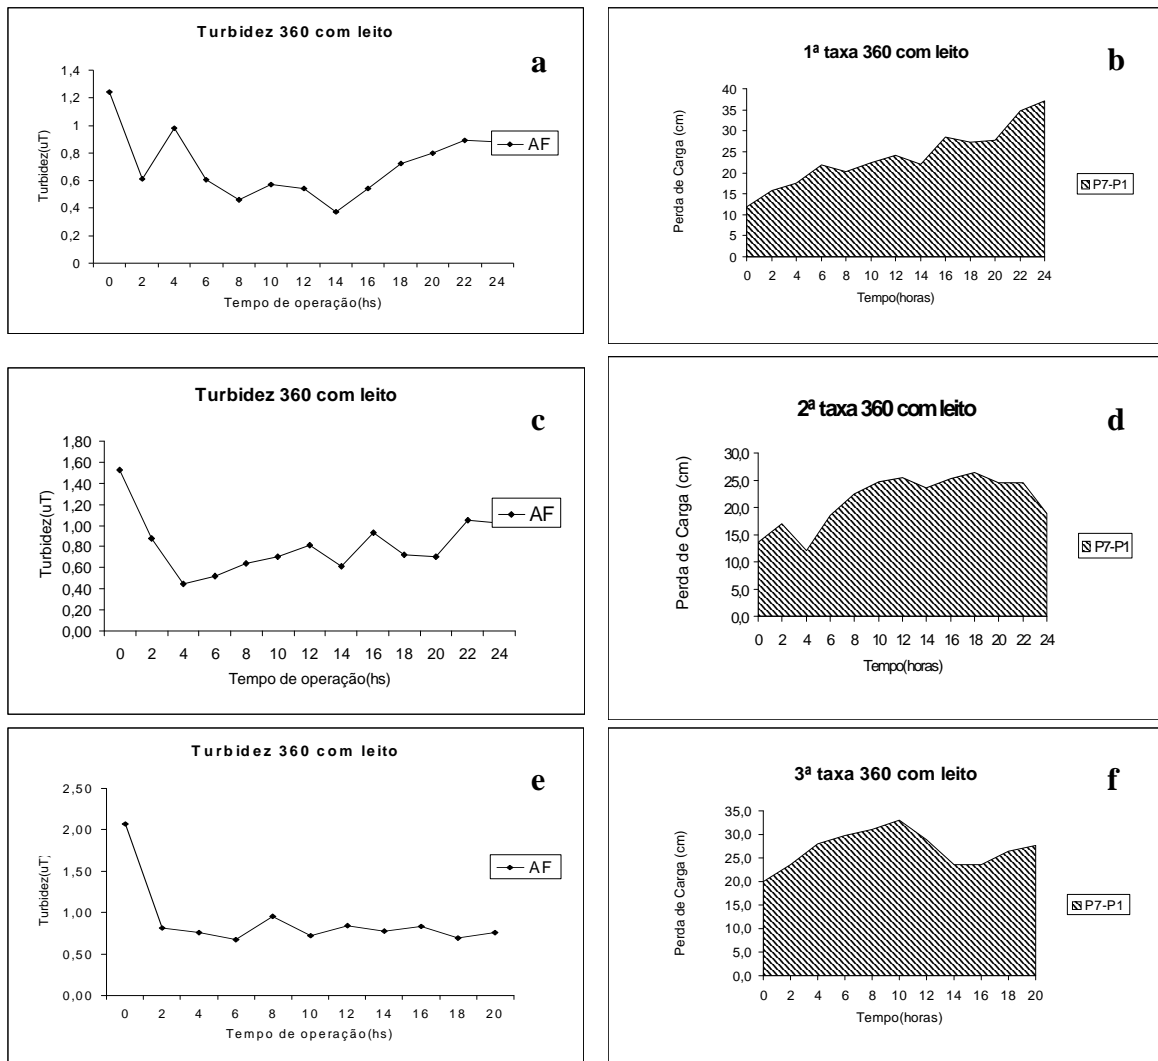 Turbidez 360 com leito
a
1,4
1,2
1
0,8
0,6
0,4
0,2
0
Turbidez(uT)
AF
0 2 4 6 8 10 12 14 16 18 20 22 24
Tempo de operação(hs)
1ª taxa 360 com leito
b
40
35
30
25
20
15
10
5
0
Perda de Carga (cm)
P7-P1
0 2 4 6 8 10 12 14 16 18 20 22 24
Tempo(horas)
Turbidez 360 com leito
c
1,80
1,60
1,40
1,20
1,00
0,80
0,60
0,40
0,20
0,00
Turbidez(uT)
AF
0 2 4 6 8 10 12 14 16 18 20 22 24
Tempo de operação(hs)
2ª taxa 360 com leito
d
30,0
25,0
20,0
15,0
10,0
5,0
0,0
Perda de Carga (cm)
P7-P1
0 2 4 6 8 10 12 14 16 18 20 22 24
Tempo(horas)
Turbidez 360 com leito
e
2,50
2,00
1,50
1,00
0,50
0,00
Turbidez(uT)
AF
0 2 4 6 8 10 12 14 16 18 20
Tempo de operação(hs)
3ª taxa 360 com leito
f
35,0
30,0
25,0
20,0
15,0
10,0
5,0
0,0
Perda de Carga (cm)
P7-P1
0 2 4 6 8 10 12 14 16 18 20
Tempo(horas)